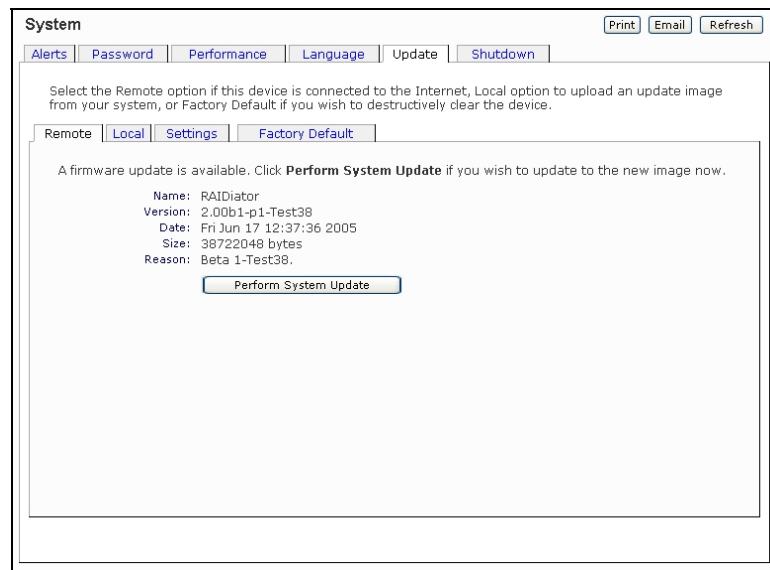 System
Print Email Refresh
Alerts Password Performance Language Update Shutdown
Select the Remote option if this device is connected to the Internet, Local option to upload an update image
from your system, or Factory Default if you wish to destructively clear the device.
Remote Local Settings Factory Default
A firmware update is available. Click Perform System Update if you wish to update to the new image now.
Name: RAIDiator
Version: 2.00b1-p1-Test38
Date: Fri Jun 17 12:37:36 2005
Size: 38722048 bytes
Reason: Beta 1-Test38.
Perform System Update